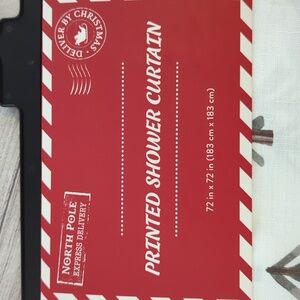 DELIVER BY CHRISTMAS
NORTH POLE
EXPRESS DELIVERY
PRINTED SHOWER CURTAIN
72 in x 72 in (183 cm x 183 cm)